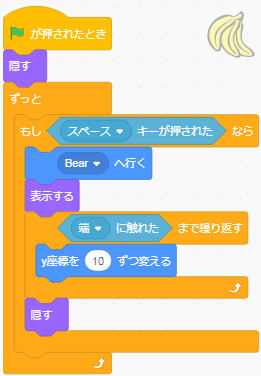 が押されたとき
隠す
ずっと
もし スペース キーが押された なら
Bear へ行く
表示する
端 に触れた まで繰り返す
y座標を 10 ずつ変える
隠す